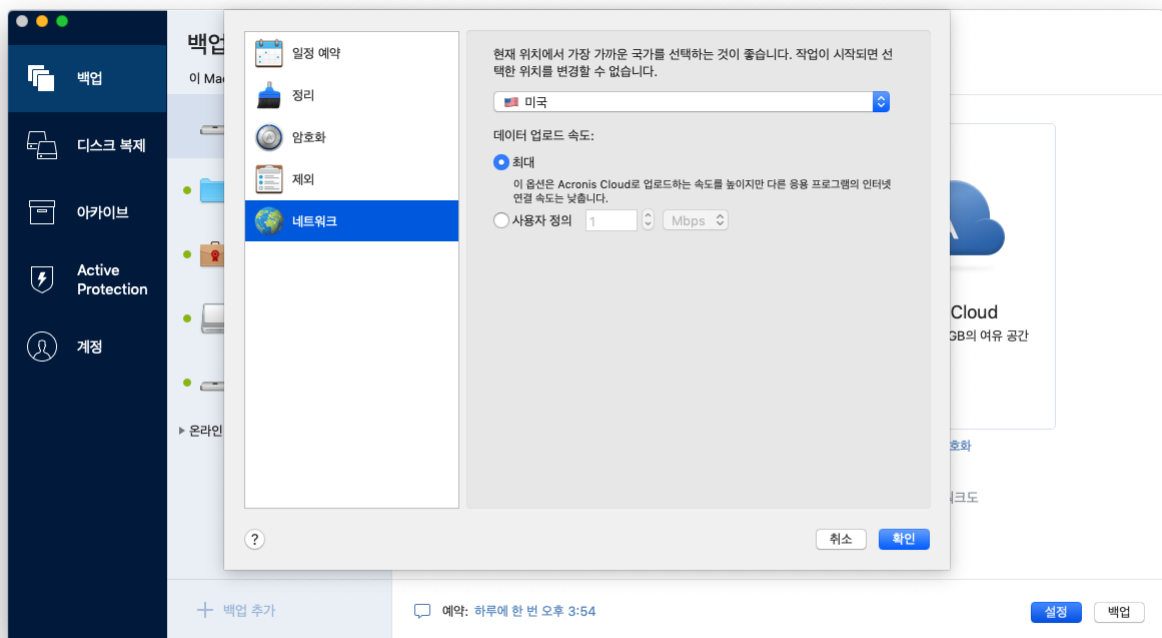 백업
디스크 복제
아카이브
Active
Protection
계정
백업
이 Mac
온라인
백업 추가
일정 예약
정리
암호화
제외
네트워크
현재 위치에서 가장 가까운 국가를 선택하는 것이 좋습니다. 작업이 시작되면 선
택한 위치를 변경할 수 없습니다.
미국
데이터 업로드 속도:
최대
이 옵션은 Acronis Cloud로 업로드하는 속도를 높이지만 다른 응용 프로그램의 인터넷
연결 속도는 낮춥니다.
사용자 정의 1 Mbps
? 취소 확인
Cloud
GB의 여유 공간
호화
크도
예약: 하루에 한 번 오후 3:54
설정 백업